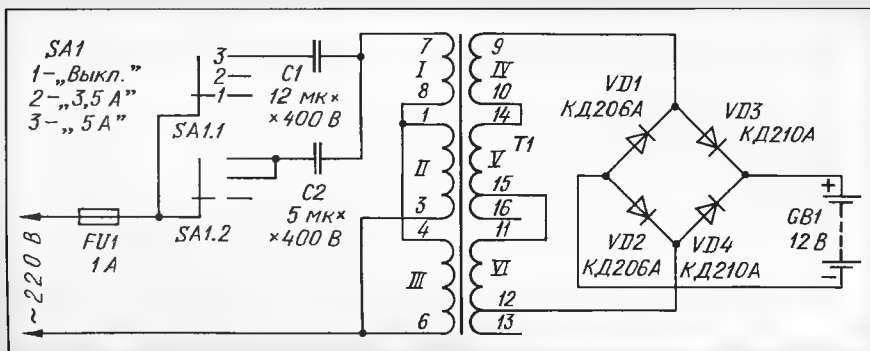 SA1
1–„Выкл."
2–„3,5 А"
3–„ 5 А"
SA1.1
3
2
1
C1
12 мк×
×400 В
SA1.2
C2
5 мк×
×400 В
FU1
1 А
~220 В
7
I
8
1
II
3
4
III
6
9
IV
10
14
T1
V
15
16
11
VI
12
13
VD1
КД206А
VD3
КД210А
VD2
КД206А
VD4
КД210А
+
GB1
12 В
–